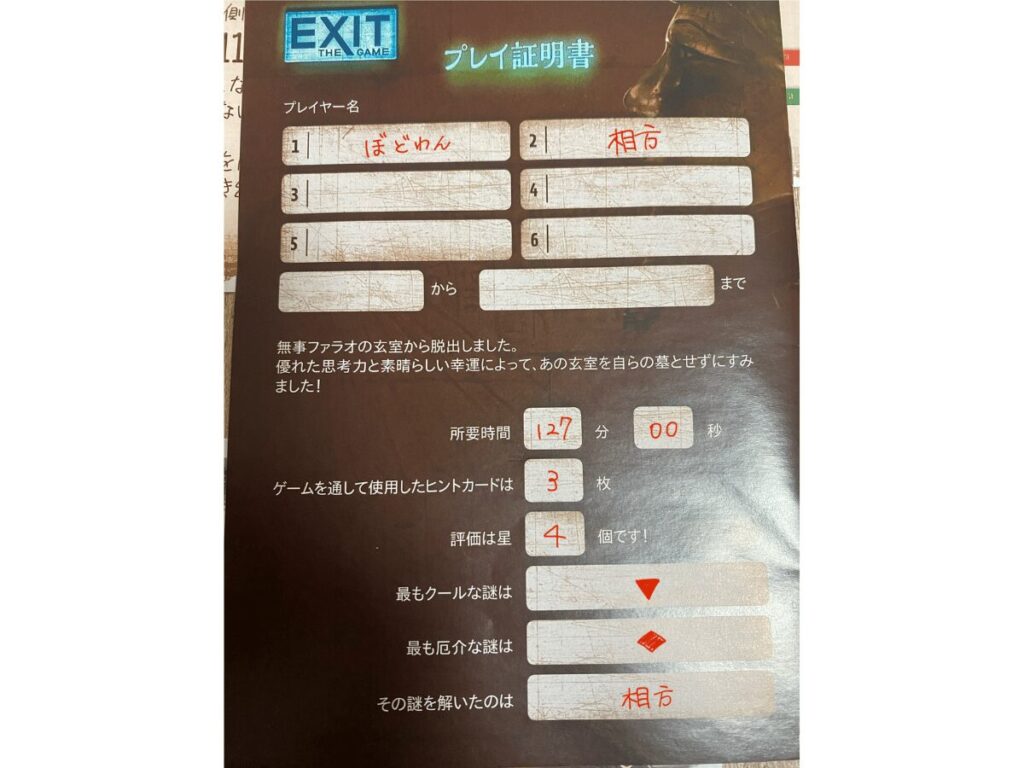 EXIT
THE GAME
プレイ証明書
プレイヤー名
1 ぼどわん
2 相方
3
4
5
6
から まで
無事ファラオの玄室から脱出しました。
優れた思考力と素晴らしい幸運によって、あの玄室を自らの墓とせずにすみ
ました!
所要時間 127 分 00 秒
ゲームを通して使用したヒントカードは 3 枚
評価は星 4 個です!
最もクールな謎は ▼
最も厄介な謎は ◆
その謎を解いたのは 相方